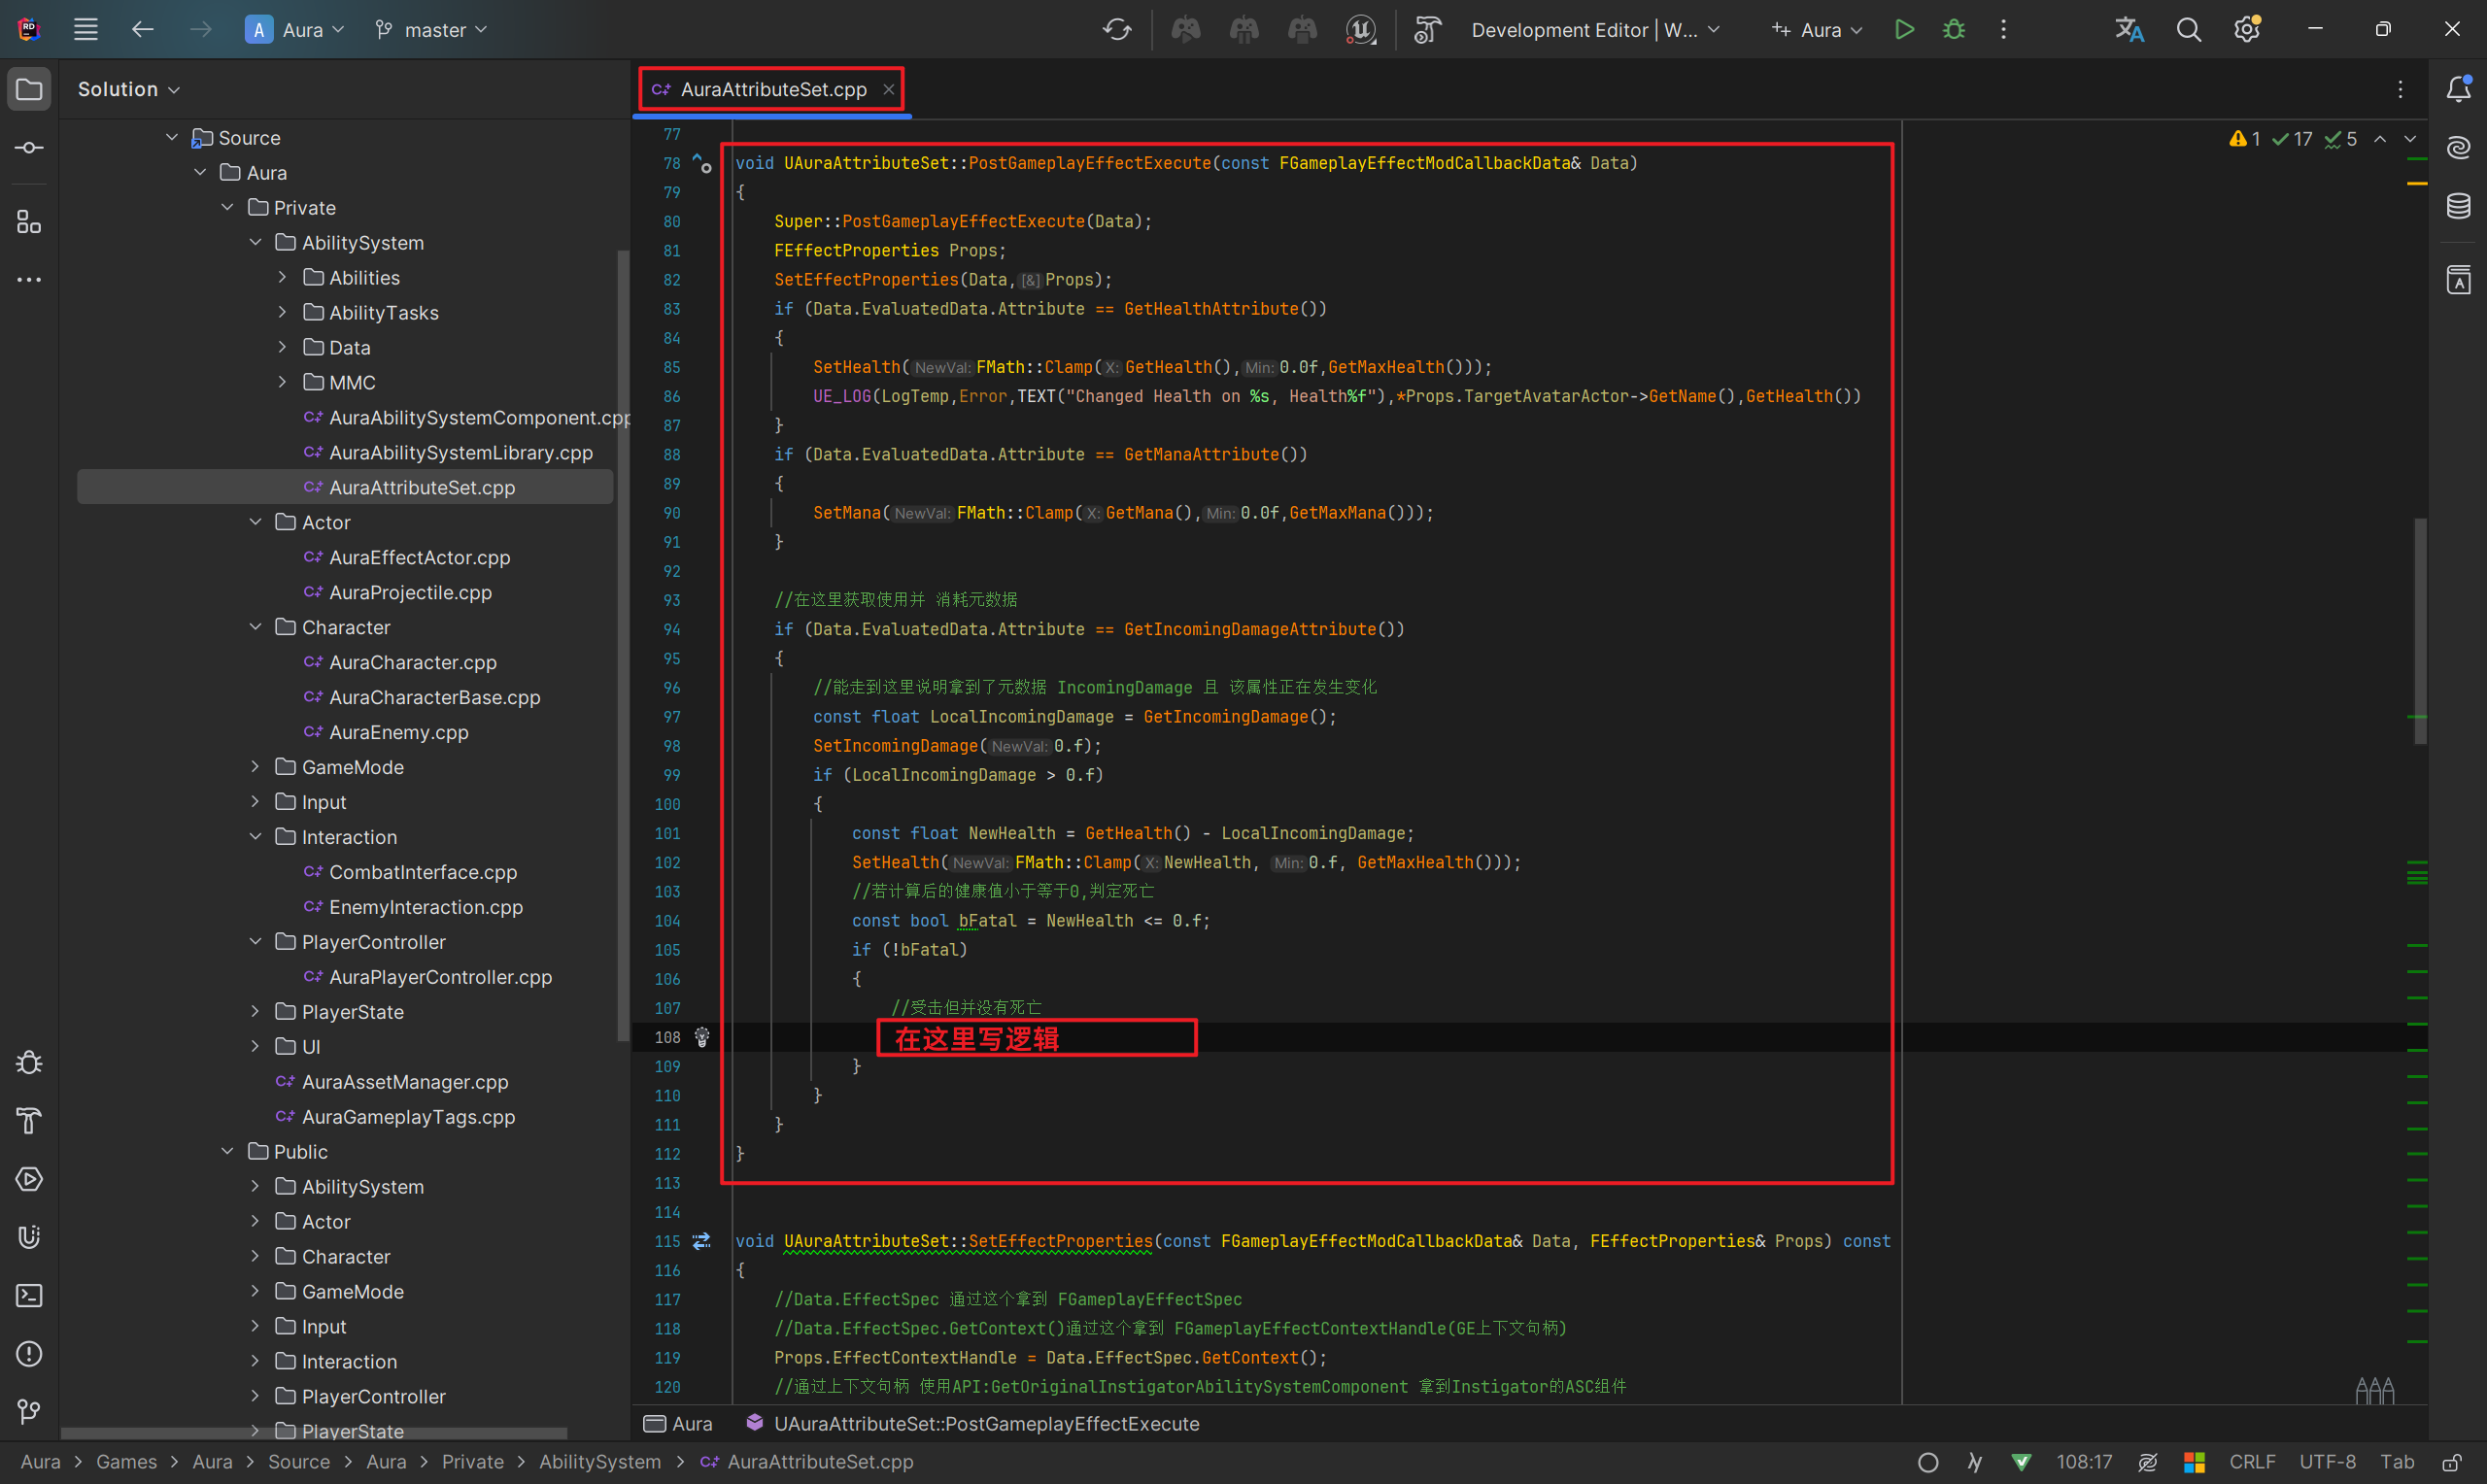 RD
A Aura
master
Development Editor | W...
Aura
Solution
AuraAttributeSet.cpp
Source
Aura
Private
AbilitySystem
Abilities
AbilityTasks
Data
MMC
AuraAbilitySystemComponent.cpp
AuraAbilitySystemLibrary.cpp
AuraAttributeSet.cpp
Actor
AuraEffectActor.cpp
AuraProjectile.cpp
Character
AuraCharacter.cpp
AuraCharacterBase.cpp
AuraEnemy.cpp
GameMode
Input
Interaction
CombatInterface.cpp
EnemyInteraction.cpp
PlayerController
AuraPlayerController.cpp
PlayerState
UI
AuraAssetManager.cpp
AuraGameplayTags.cpp
Public
AbilitySystem
Actor
Character
GameMode
Input
Interaction
PlayerController
PlayerState
1 17 5
77
78 void UAuraAttributeSet::PostGameplayEffectExecute(const FGameplayEffectModCallbackData& Data)
79 {
80 Super::PostGameplayEffectExecute(Data);
81 FEffectProperties Props;
82 SetEffectProperties(Data,[&]Props);
83 if (Data.EvaluatedData.Attribute == GetHealthAttribute())
84 {
85 SetHealth(NewVal:FMath::Clamp(X:GetHealth(),Min:0.0f,GetMaxHealth()));
86 UE_LOG(LogTemp,Error,TEXT("Changed Health on %s, Health%f"),*Props.TargetAvatarActor->GetName(),GetHealth())
87 }
88 if (Data.EvaluatedData.Attribute == GetManaAttribute())
89 {
90 SetMana(NewVal:FMath::Clamp(X:GetMana(),Min:0.0f,GetMaxMana()));
91 }
92
93 //在这里获取使用并 消耗元数据
94 if (Data.EvaluatedData.Attribute == GetIncomingDamageAttribute())
95 {
96 //能走到这里说明拿到了元数据 IncomingDamage 且 该属性正在发生变化
97 const float LocalIncomingDamage = GetIncomingDamage();
98 SetIncomingDamage(NewVal:0.f);
99 if (LocalIncomingDamage > 0.f)
100 {
101 const float NewHealth = GetHealth() - LocalIncomingDamage;
102 SetHealth(NewVal:FMath::Clamp(X:NewHealth, Min:0.f, GetMaxHealth()));
103 //若计算后的健康值小于等于0,判定死亡
104 const bool bFatal = NewHealth <= 0.f;
105 if (!bFatal)
106 {
107 //受击但并没有死亡
108 在这里写逻辑
109 }
110 }
111 }
112 }
113
114
115 void UAuraAttributeSet::SetEffectProperties(const FGameplayEffectModCallbackData& Data, FEffectProperties& Props) const
116 {
117 //Data.EffectSpec 通过这个拿到 FGameplayEffectSpec
118 //Data.EffectSpec.GetContext()通过这个拿到 FGameplayEffectContextHandle(GE上下文句柄)
119 Props.EffectContextHandle = Data.EffectSpec.GetContext();
120 //通过上下文句柄 使用API:GetOriginalInstigatorAbilitySystemComponent 拿到Instigator的ASC组件
Aura UAuraAttributeSet::PostGameplayEffectExecute
Aura > Games > Aura > Source > Aura > Private > AbilitySystem > AuraAttributeSet.cpp
108:17 CRLF UTF-8 Tab